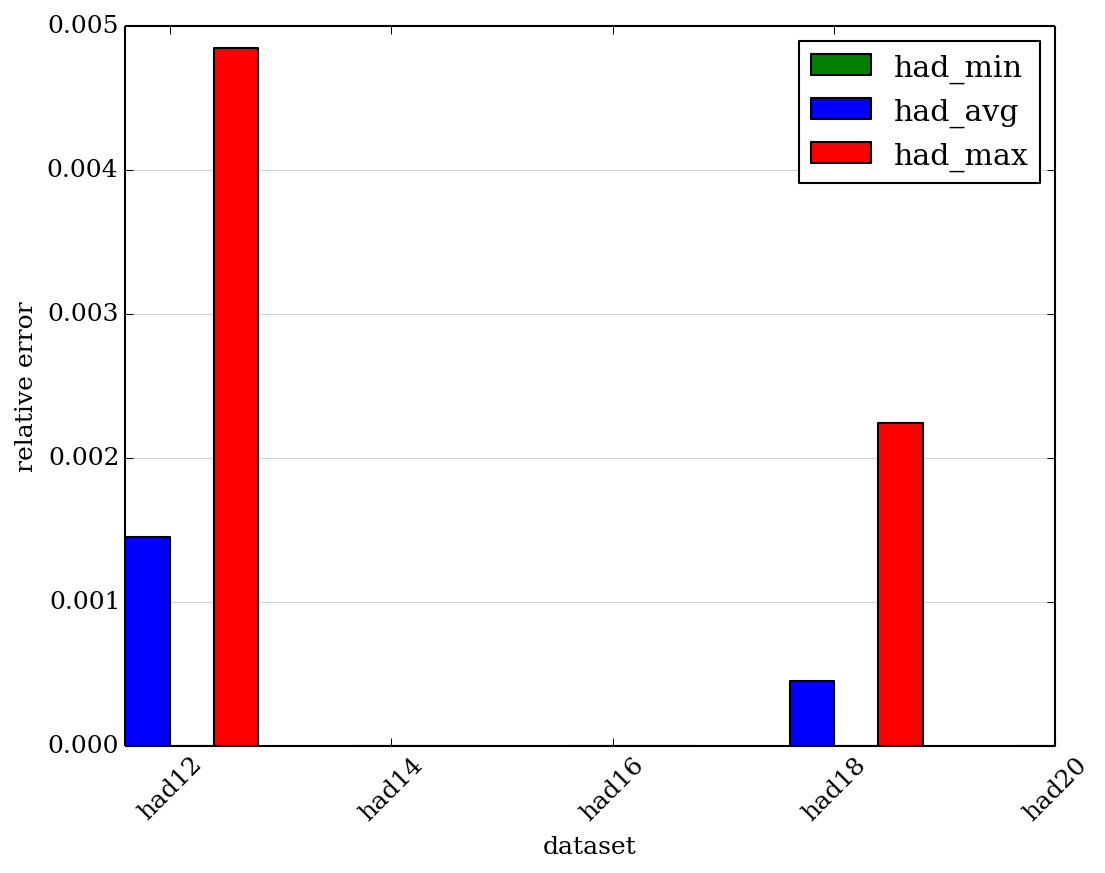 0.005
0.004
0.003
0.002
0.001
0.000
relative error
had_min
had_avg
had_max
had12
had14
had16
had18
had20
dataset